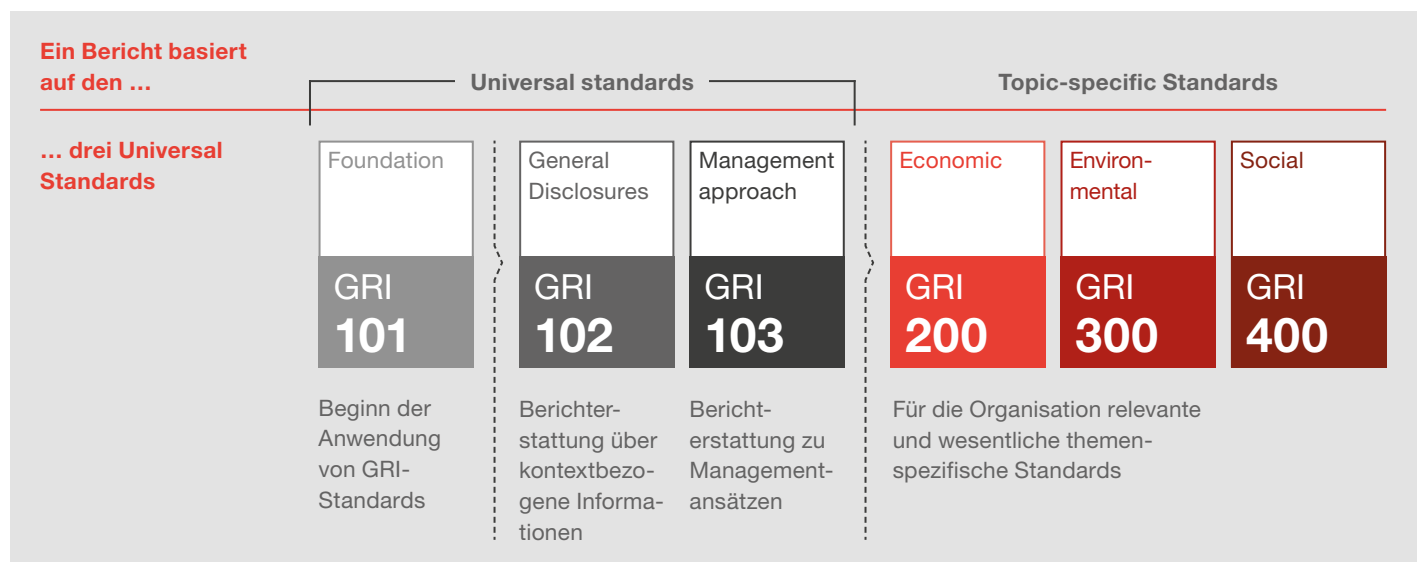 Ein Bericht basiert
auf den …
Universal standards
Topic-specific Standards
… drei Universal
Standards
Foundation
GRI
101
Beginn der
Anwendung
von GRI-
Standards
General
Disclosures
GRI
102
Berichter-
stattung über
kontextbezo-
gene Informa-
tionen
Management
approach
GRI
103
Bericht-
erstattung zu
Management-
ansätzen
Economic
GRI
200
Environ-
mental
GRI
300
Social
GRI
400
Für die Organisation relevante
und wesentliche themen-
spezifische Standards